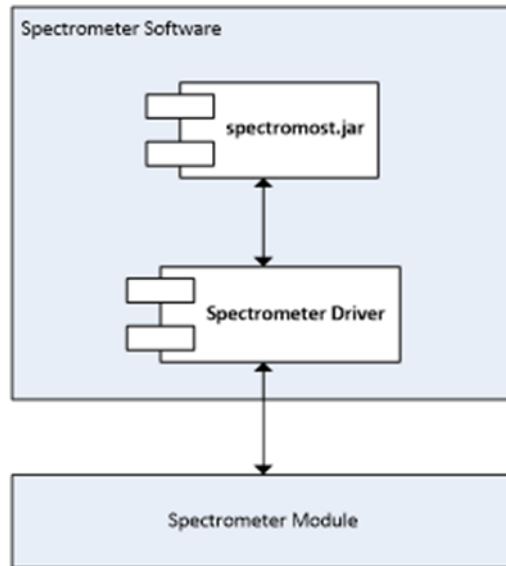 Spectrometer Software
spectromost.jar
Spectrometer Driver
Spectrometer Module